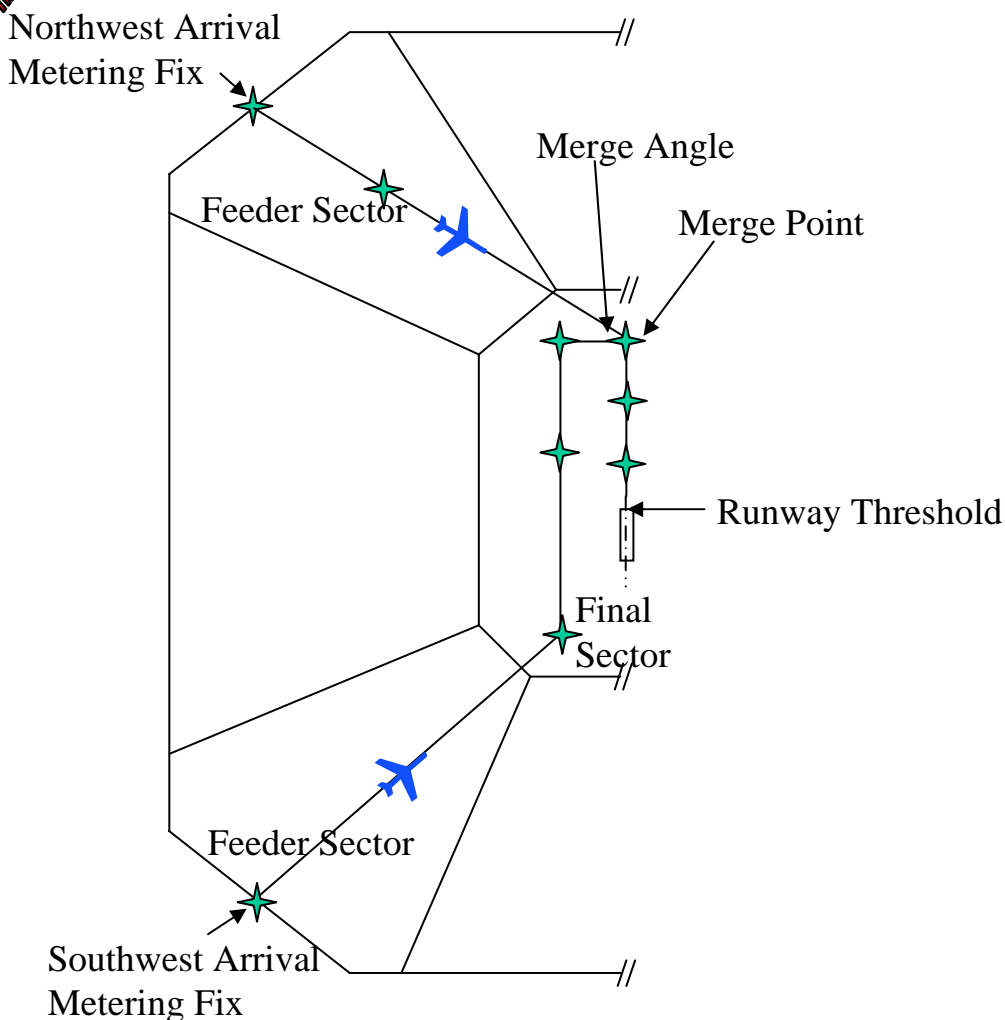 Northwest Arrival
Metering Fix
Merge Angle
Feeder Sector
Merge Point
Runway Threshold
Final
Sector
Feeder Sector
Southwest Arrival
Metering Fix